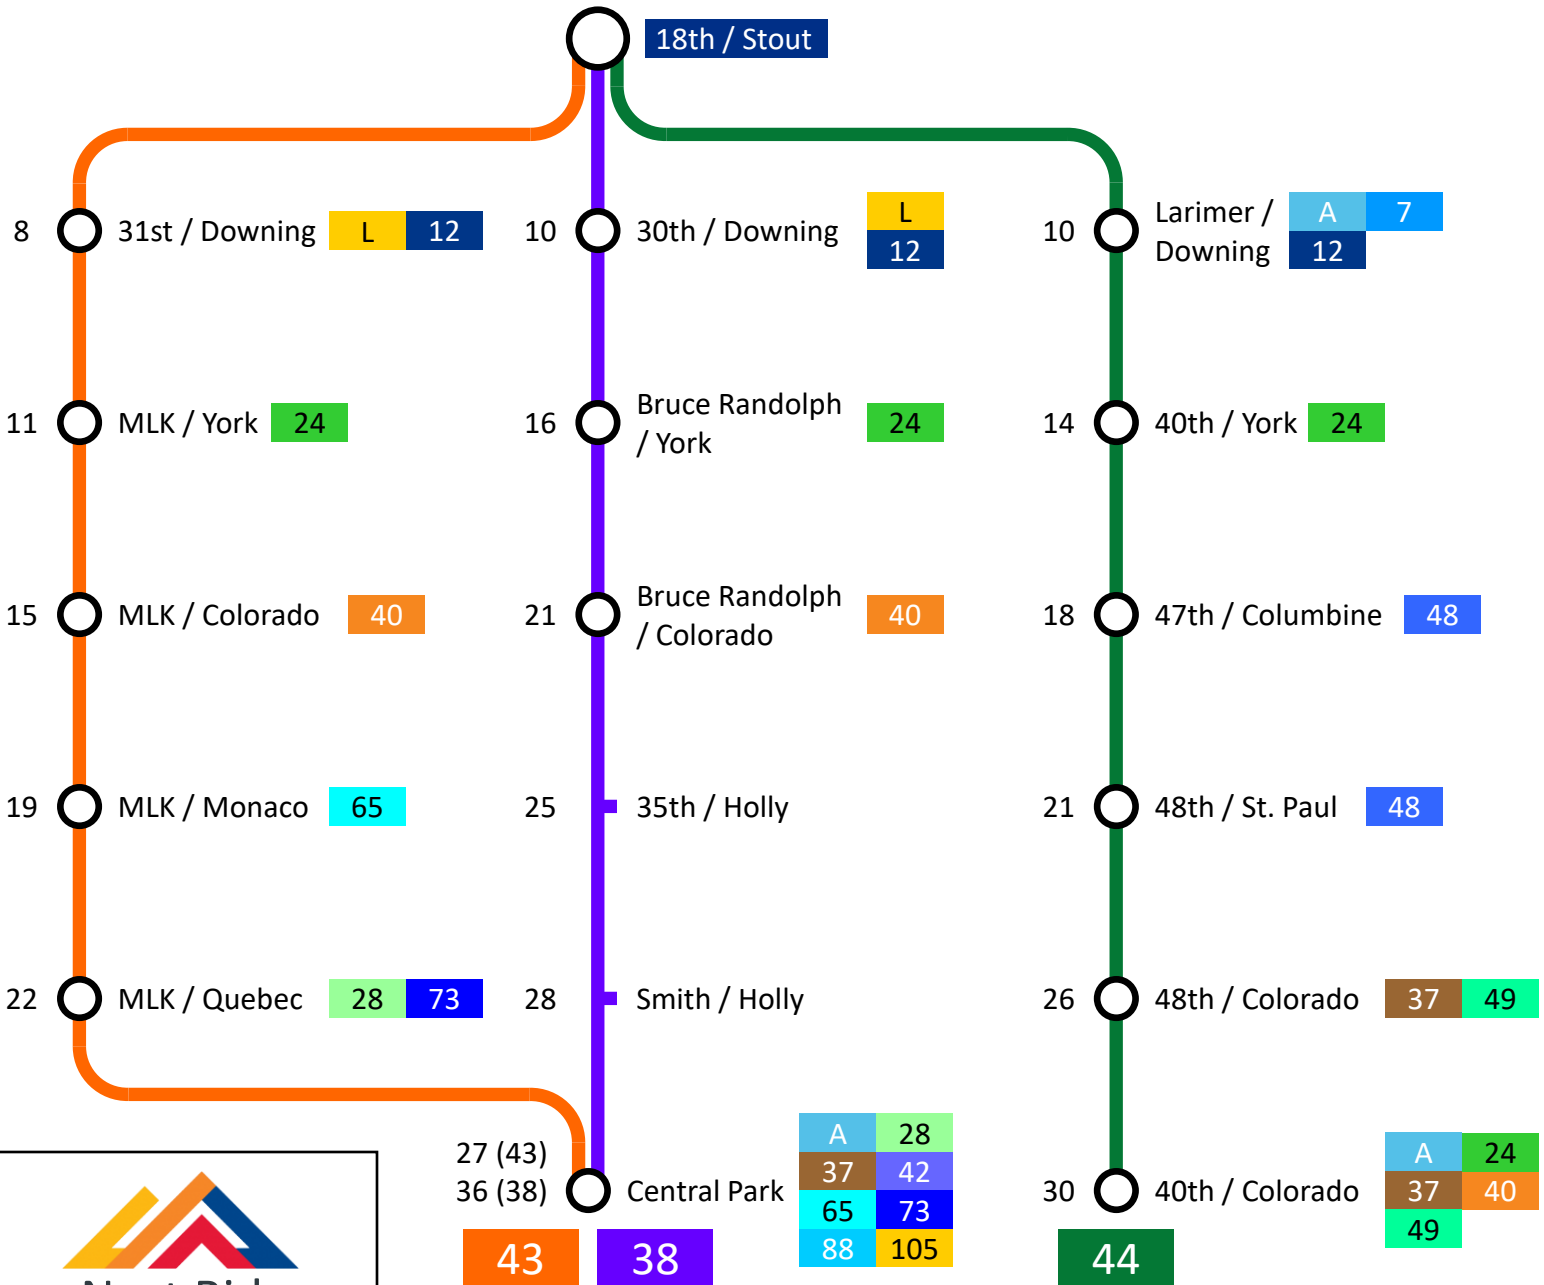 18th / Stout
8 31st / Downing L 12
10 30th / Downing L
12
10 Larimer / A 7
Downing 12
11 MLK / York 24
16 Bruce Randolph 24
/ York
14 40th / York 24
15 MLK / Colorado 40
21 Bruce Randolph 40
/ Colorado
18 47th / Columbine 48
19 MLK / Monaco 65
25 35th / Holly
21 48th / St. Paul 48
22 MLK / Quebec 28 73
28 Smith / Holly
26 48th / Colorado 37 49
27 (43)
36 (38)
Central Park
A 28
37 42
65 73
88 105
30 40th / Colorado
A 24
37 40
49
43 38 44